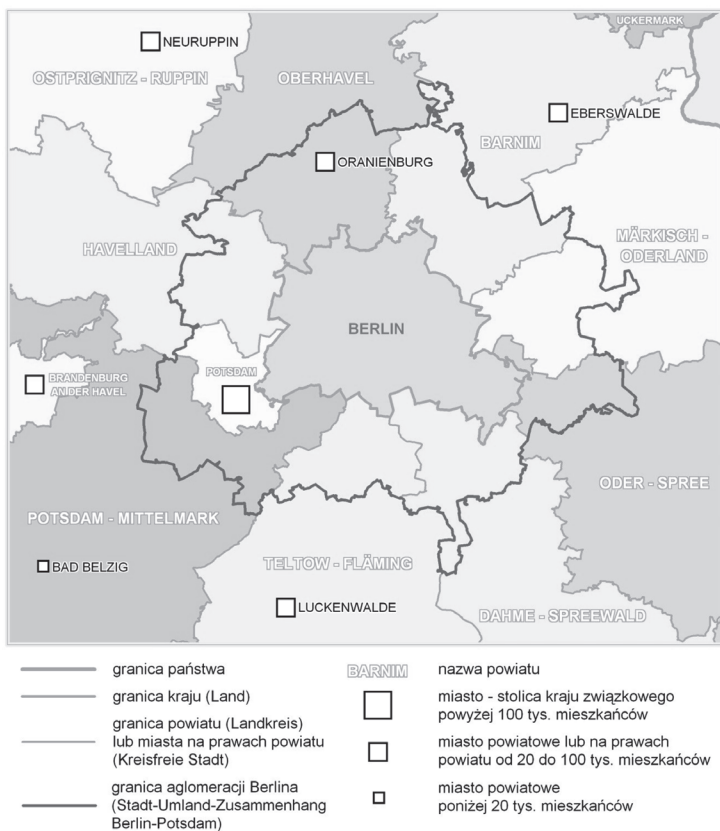 UCKERMARK
NEURUPPIN
OSTPRIGNITZ - RUPPIN
OBERHAVEL
EBERSWALDE
BARNIM
ORANIENBURG
HAVELLAND
MÄRKISCH -
ODERLAND
BERLIN
POTSDAM
BRANDENBURG
AN DER HAVEL
ODER - SPREE
POTSDAM - MITTELMARK
BAD BELZIG
TELTOW - FLÄMING
LUCKENWALDE
DAHME - SPREEWALD
granica państwa
granica kraju (Land)
granica powiatu (Landkreis)
lub miasta na prawach powiatu
(Kreisfreie Stadt)
granica aglomeracji Berlina
(Stadt-Umland-Zusammenhang
Berlin-Potsdam)
BARNIM
nazwa powiatu
miasto - stolica kraju związkowego
powyżej 100 tys. mieszkańców
miasto powiatowe lub na prawach
powiatu od 20 do 100 tys. mieszkańców
miasto powiatowe
poniżej 20 tys. mieszkańców